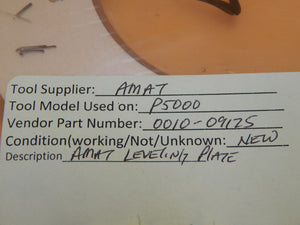 Tool Supplier: AMAT
Tool Model Used on: P5000
Vendor Part Number: 0010-09125
Condition(working/Not/Unknown: NEW
Description AMAT LEVELING PLATE